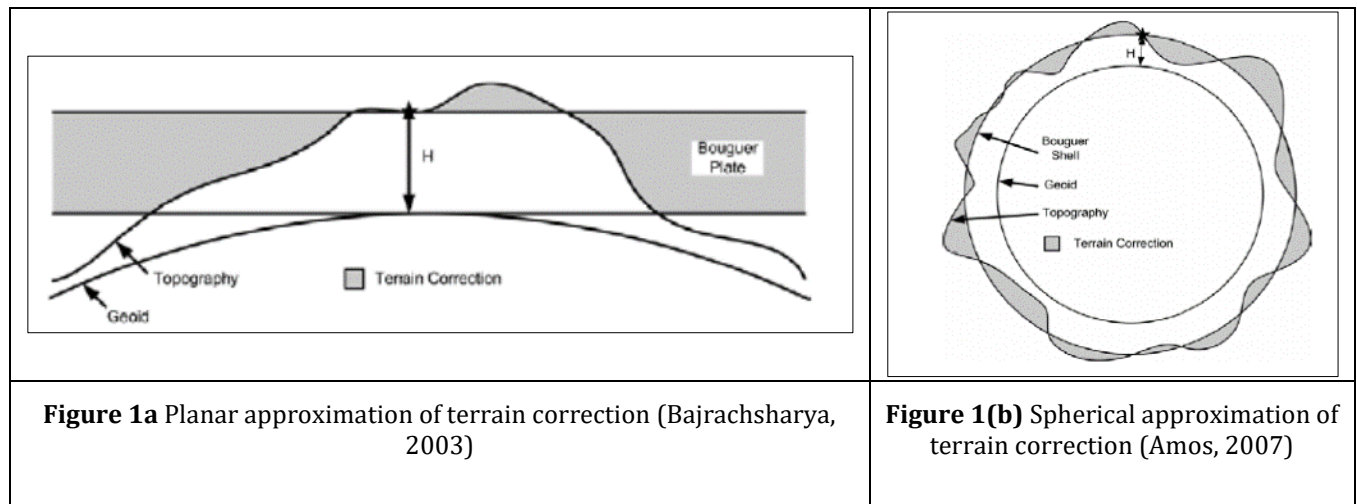 H
Bouguer
Plate
Topography
Terrain Correction
Geoid
H
Bouguer
Shell
Geoid
Topography
Terrain Correction
Figure 1a Planar approximation of terrain correction (Bajrachsharya,
2003)
Figure 1(b) Spherical approximation of
terrain correction (Amos, 2007)